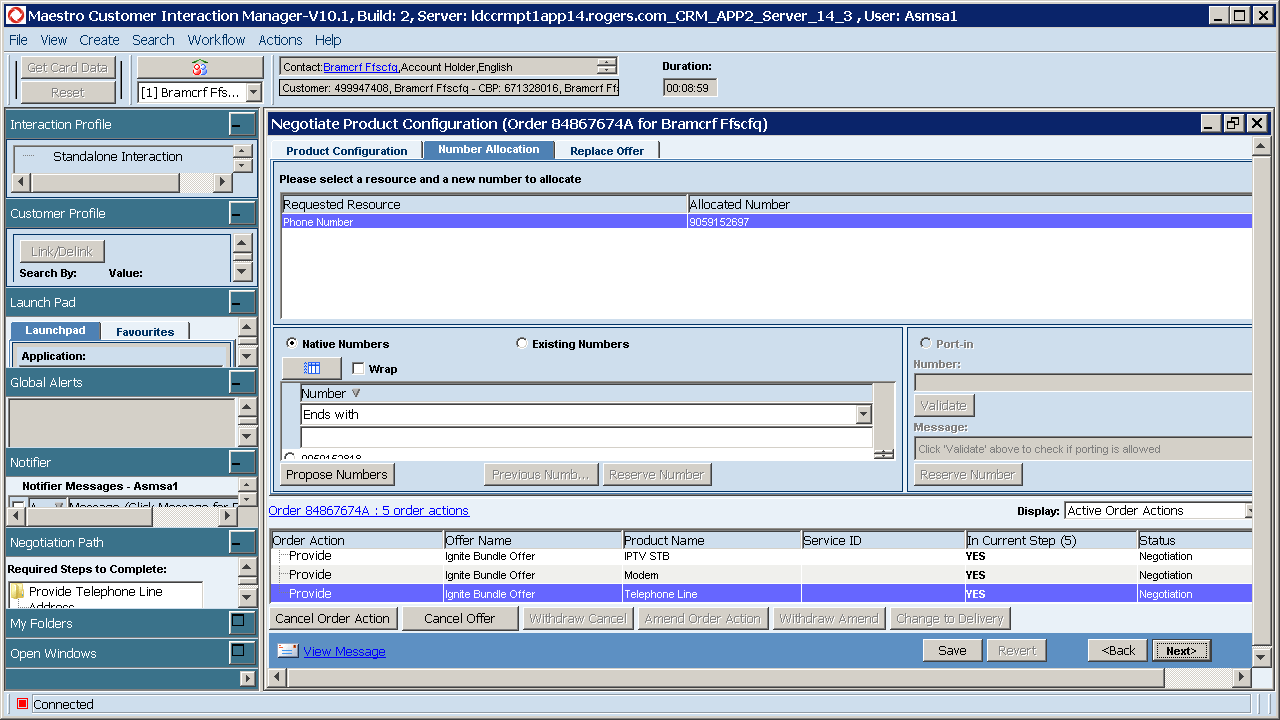 Maestro Customer Interaction Manager-V10.1, Build: 2, Server: ldccrmpt1app14.rogers.com_CRM_APP2_Server_14_3 , User: Asmsa1
File View Create Search Workflow Actions Help
Get Card Data
Reset
[1] Bramcrf Ffs...
Contact:Bramcrf Ffscfq,Account Holder,English
Customer: 499947408, Bramcrf Ffscfq - CBP: 671328016, Bramcrf Ff
Duration:
00:08:59
Interaction Profile
Standalone Interaction
Customer Profile
Link/Delink
Search By: Value:
Launch Pad
Launchpad Favourites
Application:
Global Alerts
Notifier
Notifier Messages - Asmsa1
A... Message (Click Message for D
Negotiation Path
Required Steps to Complete:
Provide Telephone Line
Address
My Folders
Open Windows
Negotiate Product Configuration (Order 84867674A for Bramcrf Ffscfq)
Product Configuration Number Allocation Replace Offer
Please select a resource and a new number to allocate
Requested Resource Allocated Number
Phone Number 9059152697
Native Numbers Existing Numbers
Wrap
Number
Ends with
9059152818
Propose Numbers Previous Numb... Reserve Number
Port-in
Number:
Validate
Message:
Click 'Validate' above to check if porting is allowed
Reserve Number
Order 84867674A : 5 order actions
Display: Active Order Actions
Order Action Offer Name Product Name Service ID In Current Step (5) Status
Provide Ignite Bundle Offer IPTV STB YES Negotiation
Provide Ignite Bundle Offer Modem YES Negotiation
Provide Ignite Bundle Offer Telephone Line YES Negotiation
Cancel Order Action Cancel Offer Withdraw Cancel Amend Order Action Withdraw Amend Change to Delivery
View Message Save Revert <Back Next>
Connected